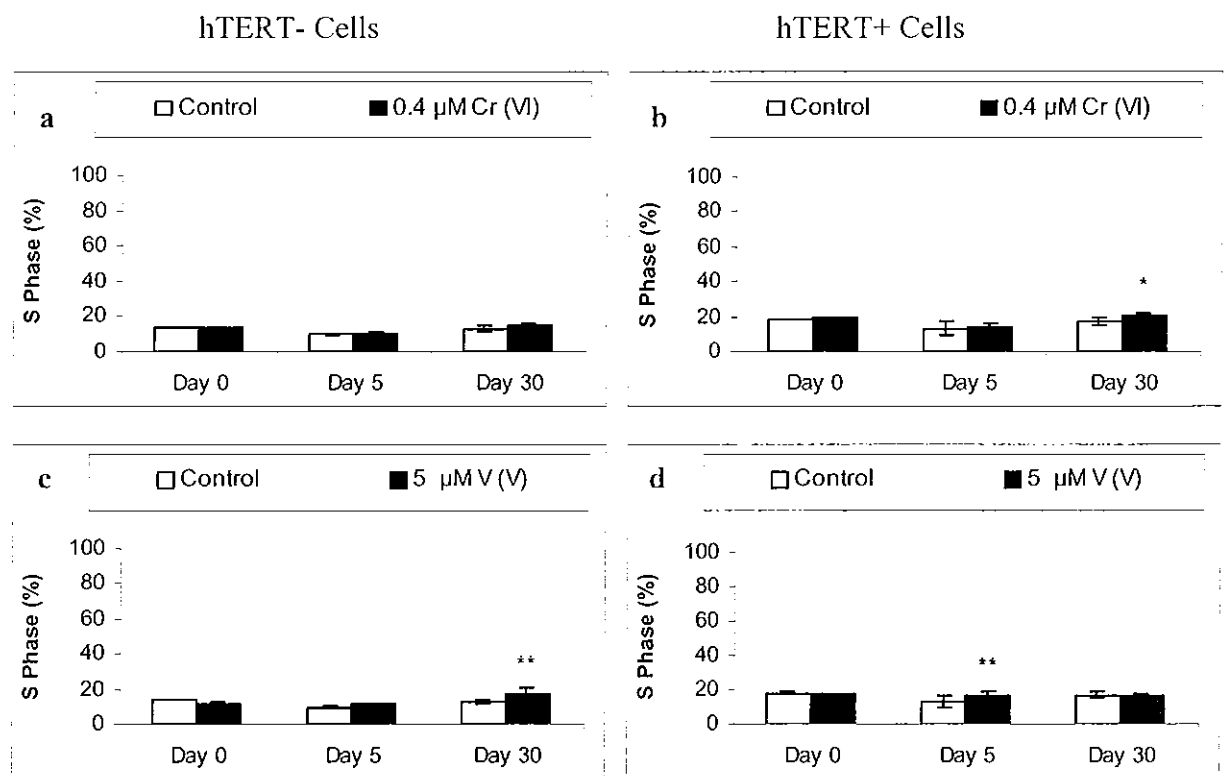 hTERT- Cells
hTERT+ Cells
a
Control
0.4 µM Cr (VI)
S Phase (%)
100
80
60
40
20
0
Day 0
Day 5
Day 30
b
Control
0.4 µM Cr (VI)
S Phase (%)
100
80
60
40
20
0
*
Day 0
Day 5
Day 30
c
Control
5 µM V (V)
S Phase (%)
100
80
60
40
20
0
**
Day 0
Day 5
Day 30
d
Control
5 µM V (V)
S Phase (%)
100
80
60
40
20
0
**
Day 0
Day 5
Day 30